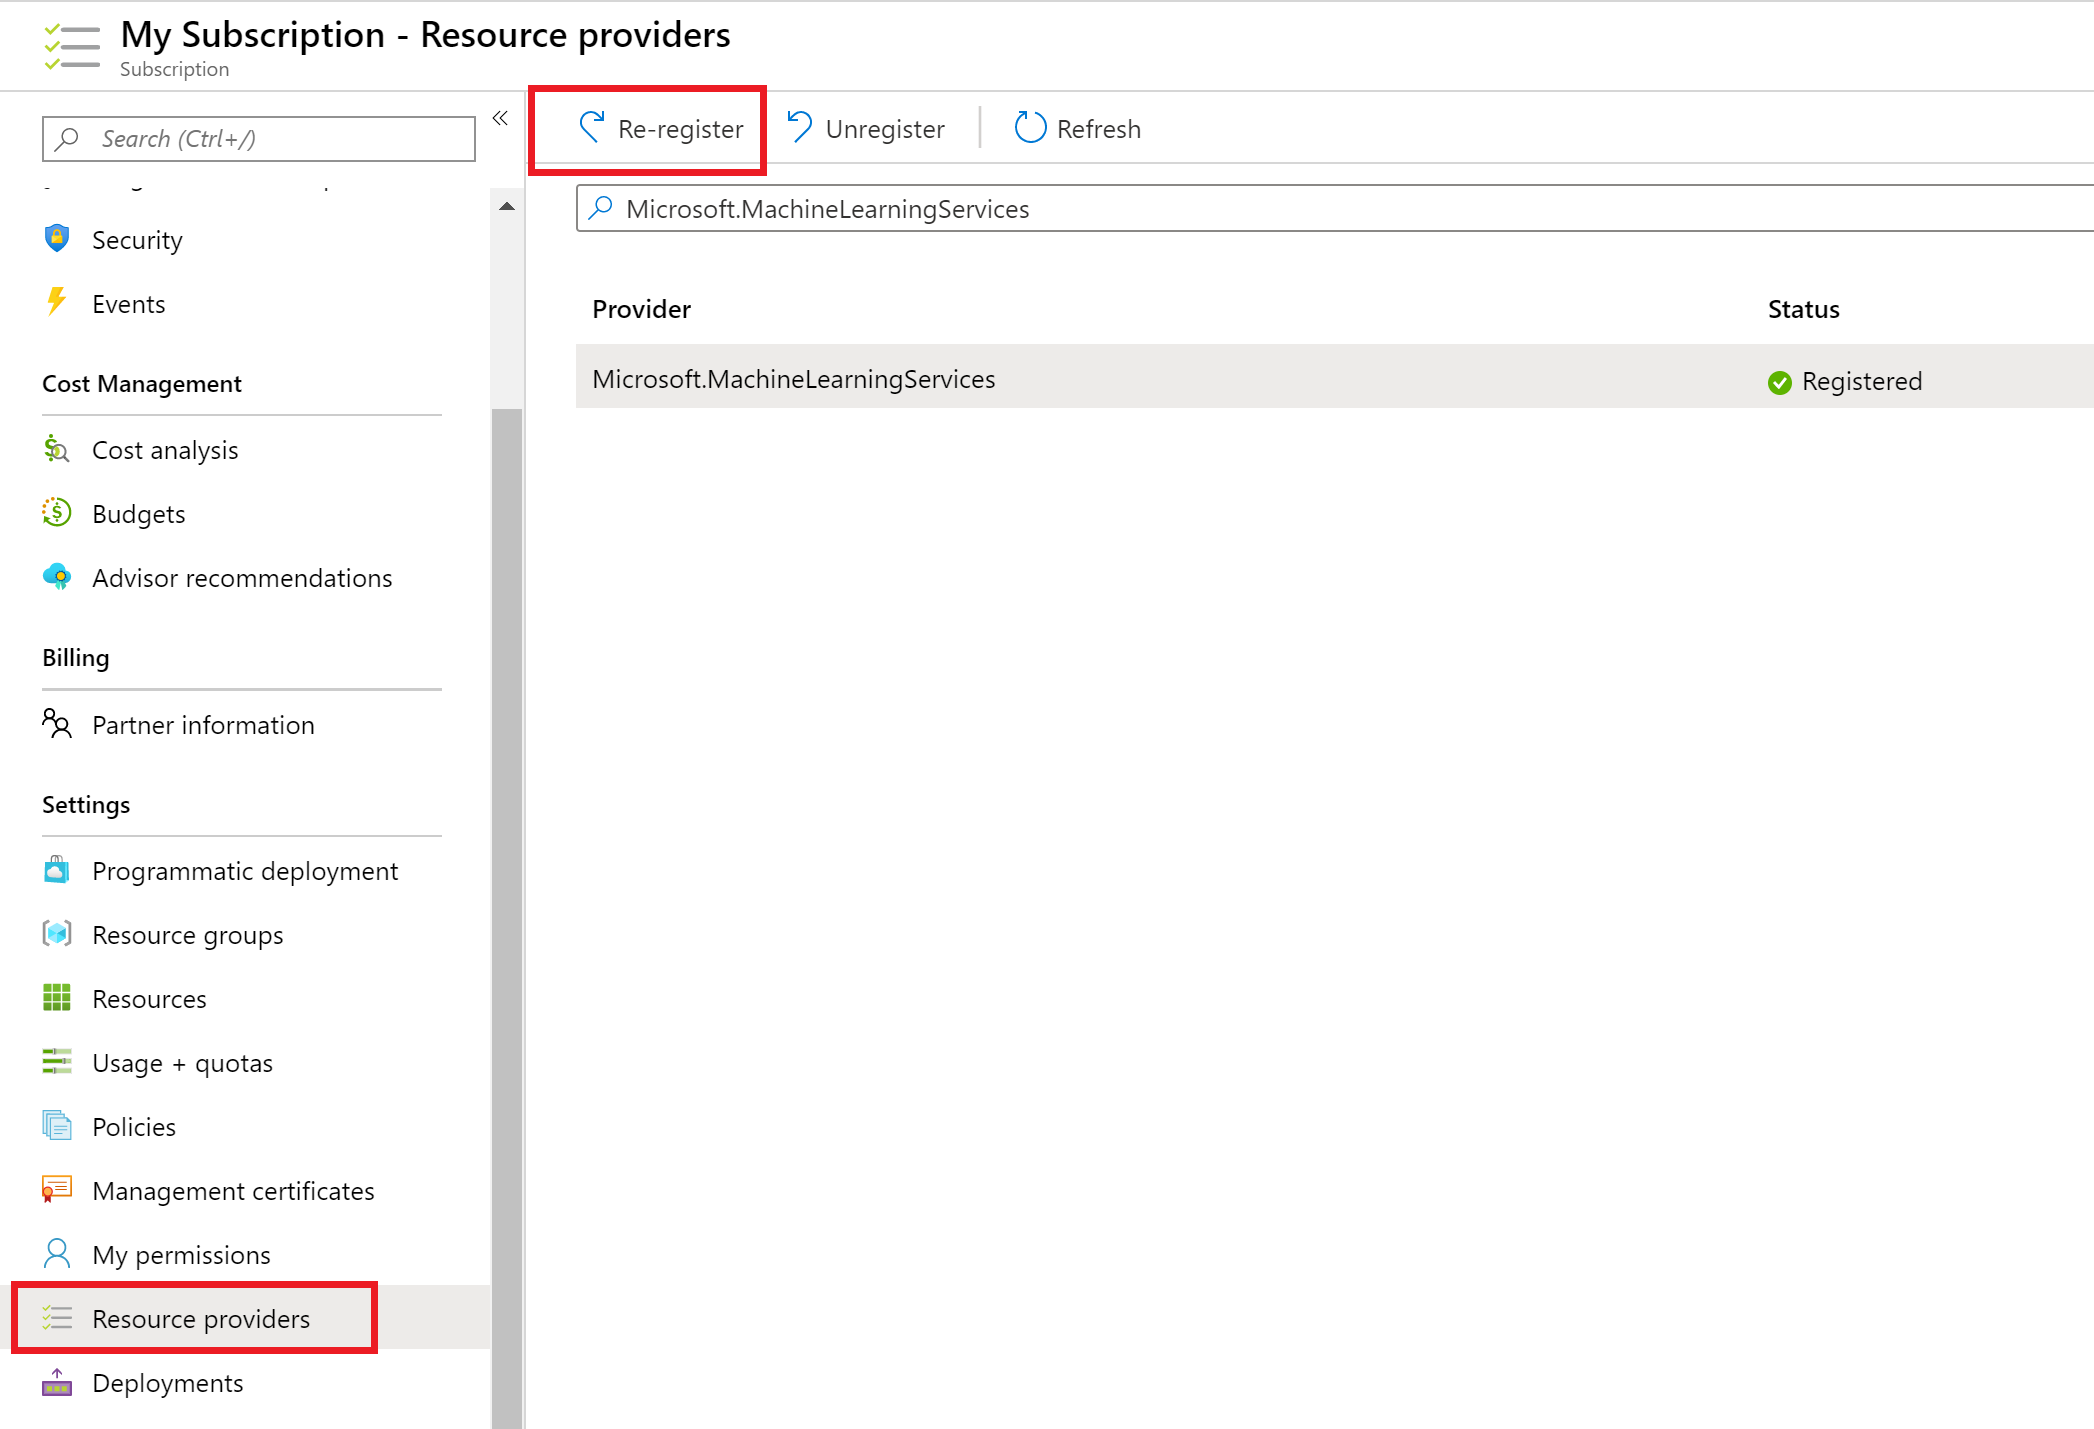 My Subscription - Resource providers
Subscription
Search (Ctrl+/)
«
Security
Events
Cost Management
Cost analysis
Budgets
Advisor recommendations
Billing
Partner information
Settings
Programmatic deployment
Resource groups
Resources
Usage + quotas
Policies
Management certificates
My permissions
Resource providers
Deployments
Re-register
Unregister
Refresh
Microsoft.MachineLearningServices
Provider
Status
Microsoft.MachineLearningServices
Registered